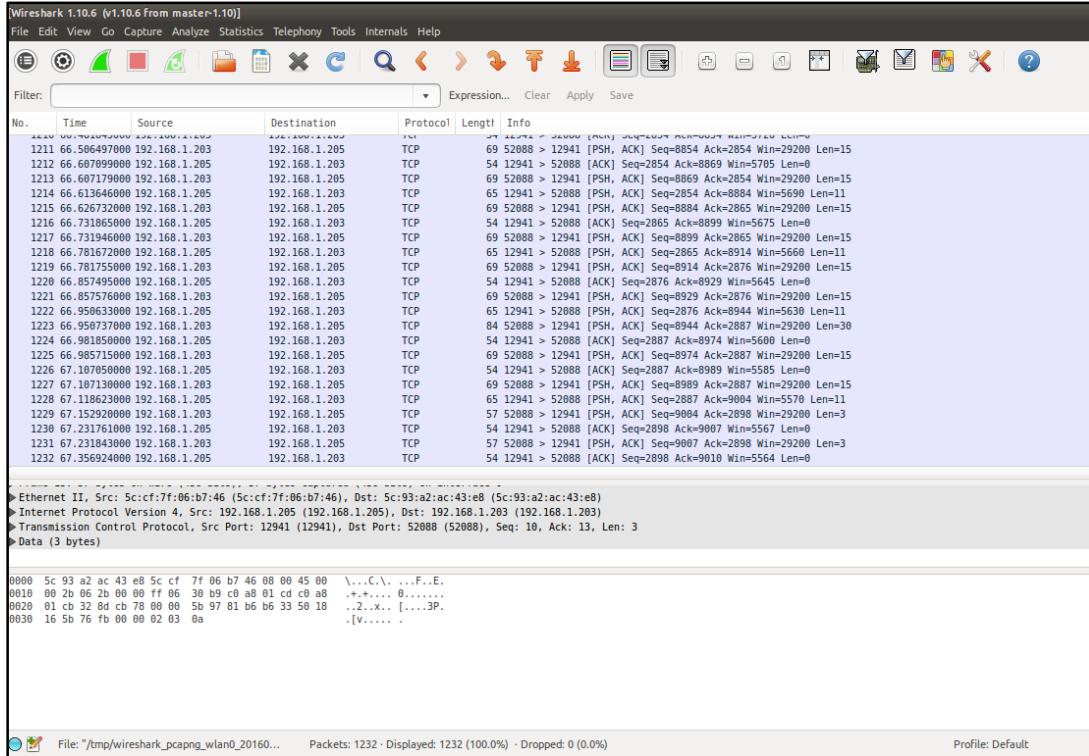 [Wireshark 1.10.6 (v1.10.6 from master-1.10)]
File Edit View Go Capture Analyze Statistics Telephony Tools Internals Help
Filter: Expression... Clear Apply Save
No. Time Source Destination Protocol Length Info
1211 66.506497000 192.168.1.203 192.168.1.205 TCP 69 52088 > 12941 [PSH, ACK] Seq=8854 Ack=2854 Win=29200 Len=15
1212 66.607099000 192.168.1.205 192.168.1.203 TCP 54 12941 > 52088 [ACK] Seq=2854 Ack=8869 Win=5705 Len=0
1213 66.607179000 192.168.1.203 192.168.1.205 TCP 69 52088 > 12941 [PSH, ACK] Seq=8869 Ack=2854 Win=29200 Len=15
1214 66.613646000 192.168.1.205 192.168.1.203 TCP 65 12941 > 52088 [PSH, ACK] Seq=2854 Ack=8884 Win=5690 Len=11
1215 66.626732000 192.168.1.203 192.168.1.205 TCP 69 52088 > 12941 [PSH, ACK] Seq=8884 Ack=2865 Win=29200 Len=15
1216 66.731865000 192.168.1.205 192.168.1.203 TCP 54 12941 > 52088 [ACK] Seq=2865 Ack=8899 Win=5675 Len=0
1217 66.731946000 192.168.1.203 192.168.1.205 TCP 69 52088 > 12941 [PSH, ACK] Seq=8899 Ack=2865 Win=29200 Len=15
1218 66.781672000 192.168.1.205 192.168.1.203 TCP 65 12941 > 52088 [PSH, ACK] Seq=2865 Ack=8914 Win=5660 Len=11
1219 66.781755000 192.168.1.203 192.168.1.205 TCP 69 52088 > 12941 [PSH, ACK] Seq=8914 Ack=2876 Win=29200 Len=15
1220 66.857495000 192.168.1.205 192.168.1.203 TCP 54 12941 > 52088 [ACK] Seq=2876 Ack=8929 Win=5645 Len=0
1221 66.857576000 192.168.1.203 192.168.1.205 TCP 69 52088 > 12941 [PSH, ACK] Seq=8929 Ack=2876 Win=29200 Len=15
1222 66.950633000 192.168.1.205 192.168.1.203 TCP 65 12941 > 52088 [PSH, ACK] Seq=2876 Ack=8944 Win=5630 Len=11
1223 66.950737000 192.168.1.203 192.168.1.205 TCP 84 52088 > 12941 [PSH, ACK] Seq=8944 Ack=2887 Win=29200 Len=30
1224 66.981850000 192.168.1.205 192.168.1.203 TCP 54 12941 > 52088 [ACK] Seq=2887 Ack=8974 Win=5600 Len=0
1225 66.985715000 192.168.1.203 192.168.1.205 TCP 69 52088 > 12941 [PSH, ACK] Seq=8974 Ack=2887 Win=29200 Len=15
1226 67.107050000 192.168.1.205 192.168.1.203 TCP 54 12941 > 52088 [ACK] Seq=2887 Ack=8989 Win=5585 Len=0
1227 67.107130000 192.168.1.203 192.168.1.205 TCP 69 52088 > 12941 [PSH, ACK] Seq=8989 Ack=2887 Win=29200 Len=15
1228 67.118623000 192.168.1.205 192.168.1.203 TCP 65 12941 > 52088 [PSH, ACK] Seq=2887 Ack=9004 Win=5570 Len=11
1229 67.152920000 192.168.1.203 192.168.1.205 TCP 57 52088 > 12941 [PSH, ACK] Seq=9004 Ack=2898 Win=29200 Len=3
1230 67.231761000 192.168.1.205 192.168.1.203 TCP 54 12941 > 52088 [ACK] Seq=2898 Ack=9007 Win=5567 Len=0
1231 67.231843000 192.168.1.203 192.168.1.205 TCP 57 52088 > 12941 [PSH, ACK] Seq=9007 Ack=2898 Win=29200 Len=3
1232 67.356924000 192.168.1.205 192.168.1.203 TCP 54 12941 > 52088 [ACK] Seq=2898 Ack=9010 Win=5564 Len=0
Ethernet II, Src: 5c:cf:7f:06:b7:46 (5c:cf:7f:06:b7:46), Dst: 5c:93:a2:ac:43:e8 (5c:93:a2:ac:43:e8)
Internet Protocol Version 4, Src: 192.168.1.205 (192.168.1.205), Dst: 192.168.1.203 (192.168.1.203)
Transmission Control Protocol, Src Port: 12941 (12941), Dst Port: 52088 (52088), Seq: 10, Ack: 13, Len: 3
Data (3 bytes)
0000 5c 93 a2 ac 43 e8 5c cf 7f 06 b7 46 08 00 45 00 \...C.\. ...F..E.
0010 00 2b 06 2b 00 00 ff 06 30 b9 c0 a8 01 cd c0 a8 .+.+.... 0.......
0020 01 cb 32 8d cb 78 00 00 5b 97 81 b6 b6 33 50 18 ..2..x.. [....3P.
0030 16 5b 76 fb 00 00 02 03 0a .[v..... .
File: "/tmp/wireshark_pcapng_wlan0_20160... Packets: 1232 · Displayed: 1232 (100.0%) · Dropped: 0 (0.0%) Profile: Default